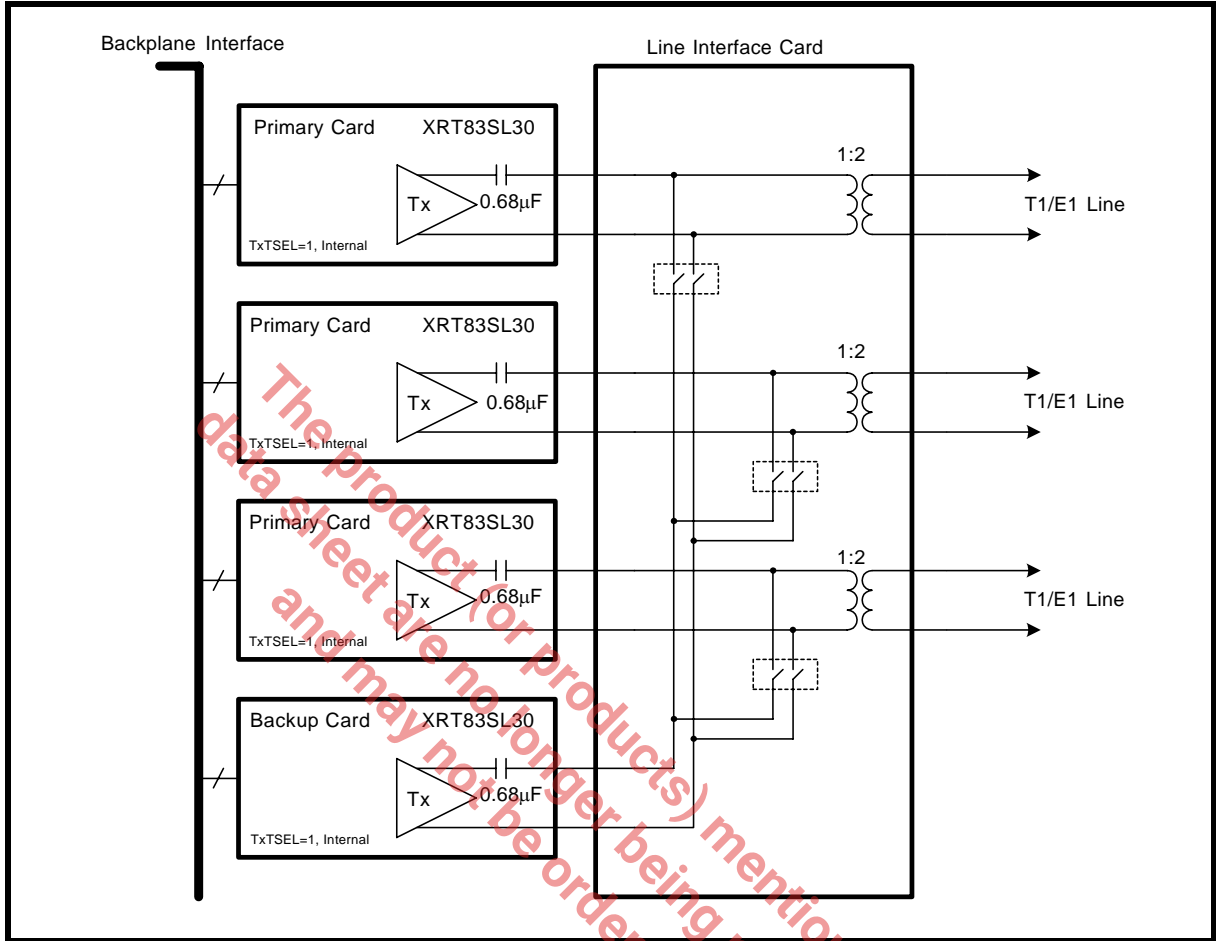 Backplane Interface
Line Interface Card
Primary Card XRT83SL30
Tx
0.68µF
TxTSEL=1, Internal
1:2
T1/E1 Line
Primary Card XRT83SL30
Tx
0.68µF
TxTSEL=1, Internal
1:2
T1/E1 Line
Primary Card XRT83SL30
Tx
0.68µF
TxTSEL=1, Internal
1:2
T1/E1 Line
Backup Card XRT83SL30
Tx
0.68µF
TxTSEL=1, Internal
The product (or products) mention
data sheet are no longer being
and may not be order